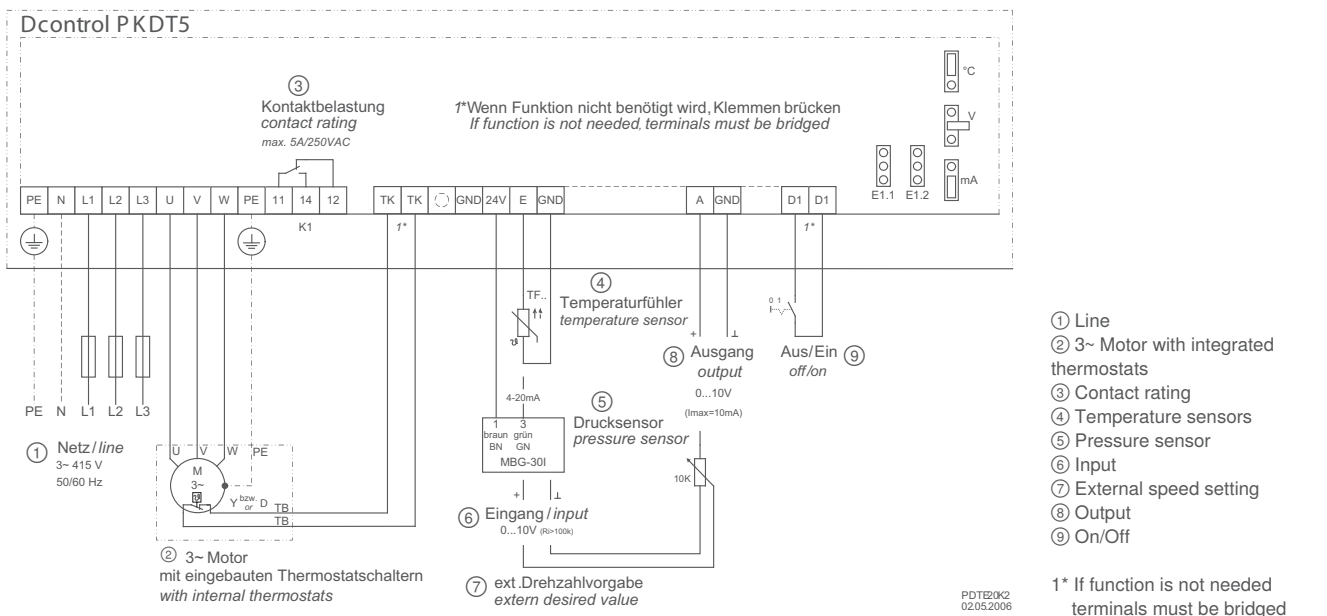 Dcontrol PKDT5
③
Kontaktbelastung
contact rating
max. 5A/250VAC
1*Wenn Funktion nicht benötigt wird, Klemmen brücken
If function is not needed, terminals must be bridged
°C
V
mA
E1.1 E1.2
PE N L1 L2 L3 U V W PE 11 14 12
TK TK GND 24V E GND
A GND
D1 D1
K1
1*
1*
④
TF..
Temperaturfühler
temperature sensor
0 1
+ ⊥
⑧ Ausgang
output
0...10V
(Imax=10mA)
Aus/Ein ⑨
off/on
PE N L1 L2 L3
① Netz/line
3~ 415 V
50/60 Hz
4-20mA
⑤
Drucksensor
pressure sensor
1 3
braun grün
BN GN
MBG-30I
10K
U V W PE
M
3~
Y bzw. or D
TB
TB
+ ⊥
⑥ Eingang/input
0...10V (Ri>100k)
② 3~ Motor
mit eingebauten Thermostatschaltern
with internal thermostats
⑦ ext.Drehzahlvorgabe
extern desired value
PDTE20K2
02.05.2006
① Line
② 3~ Motor with integrated
thermostats
③ Contact rating
④ Temperature sensors
⑤ Pressure sensor
⑥ Input
⑦ External speed setting
⑧ Output
⑨ On/Off
1* If function is not needed
terminals must be bridged